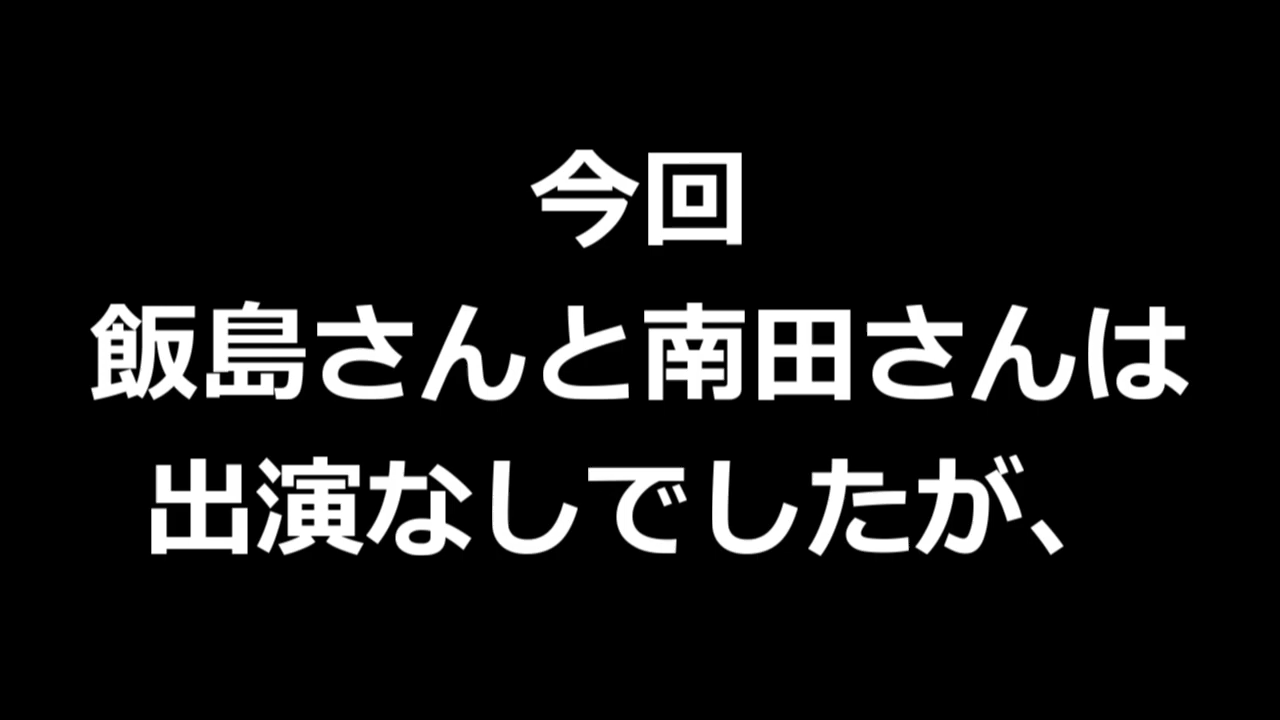 今回
飯島さんと南田さんは
出演なしでしたが、